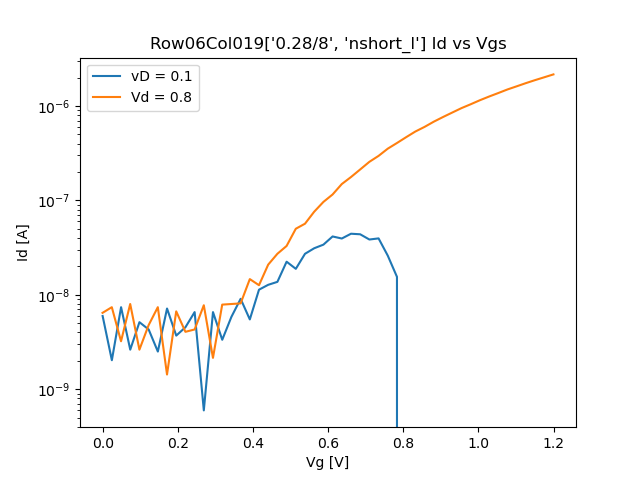 Row06Col019['0.28/8', 'nshort_l'] Id vs Vgs
vD = 0.1
Vd = 0.8
Id [A]
10⁻⁶
10⁻⁷
10⁻⁸
10⁻⁹
0.0 0.2 0.4 0.6 0.8 1.0 1.2
Vg [V]